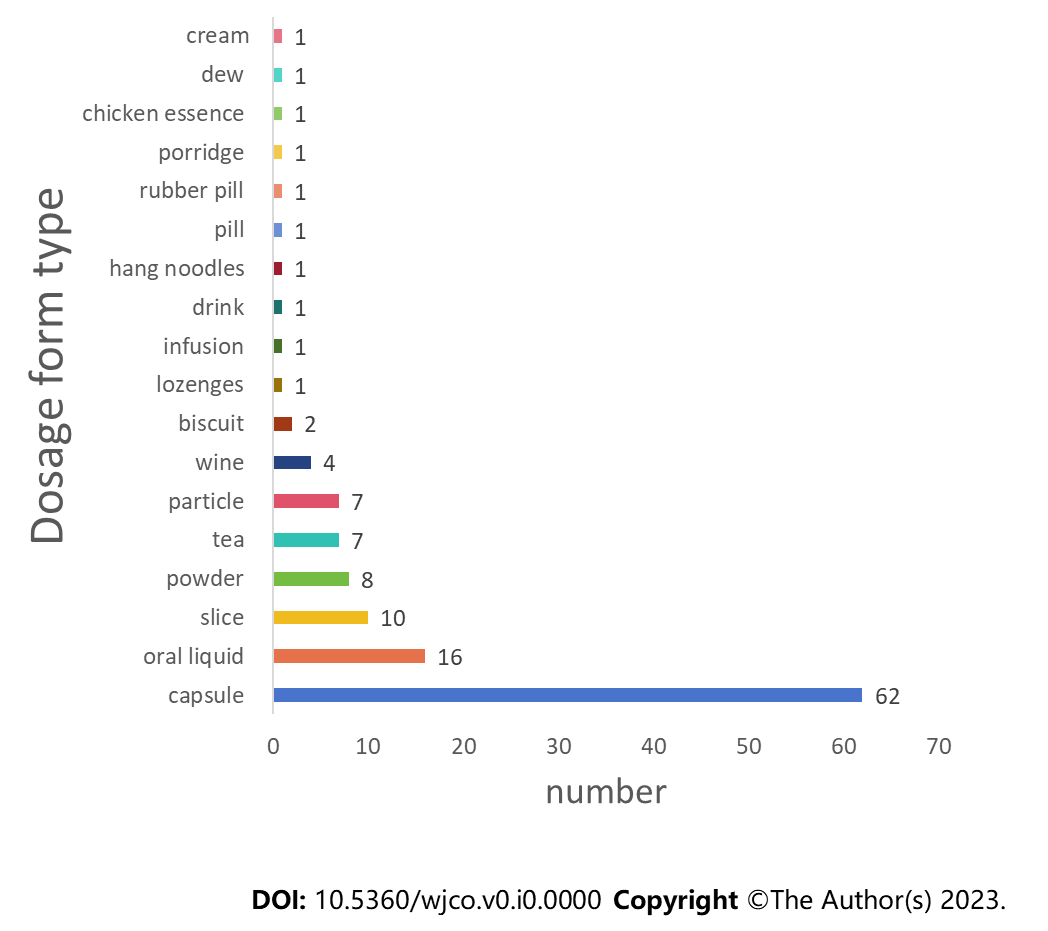 cream 1
dew 1
chicken essence 1
porridge 1
rubber pill 1
pill 1
hang noodles 1
drink 1
infusion 1
lozenges 1
biscuit 2
wine 4
particle 7
tea 7
powder 8
slice 10
oral liquid 16
capsule 62
Dosage form type
0 10 20 30 40 50 60 70
number
DOI: 10.5360/wjco.v0.i0.0000 Copyright ©The Author(s) 2023.